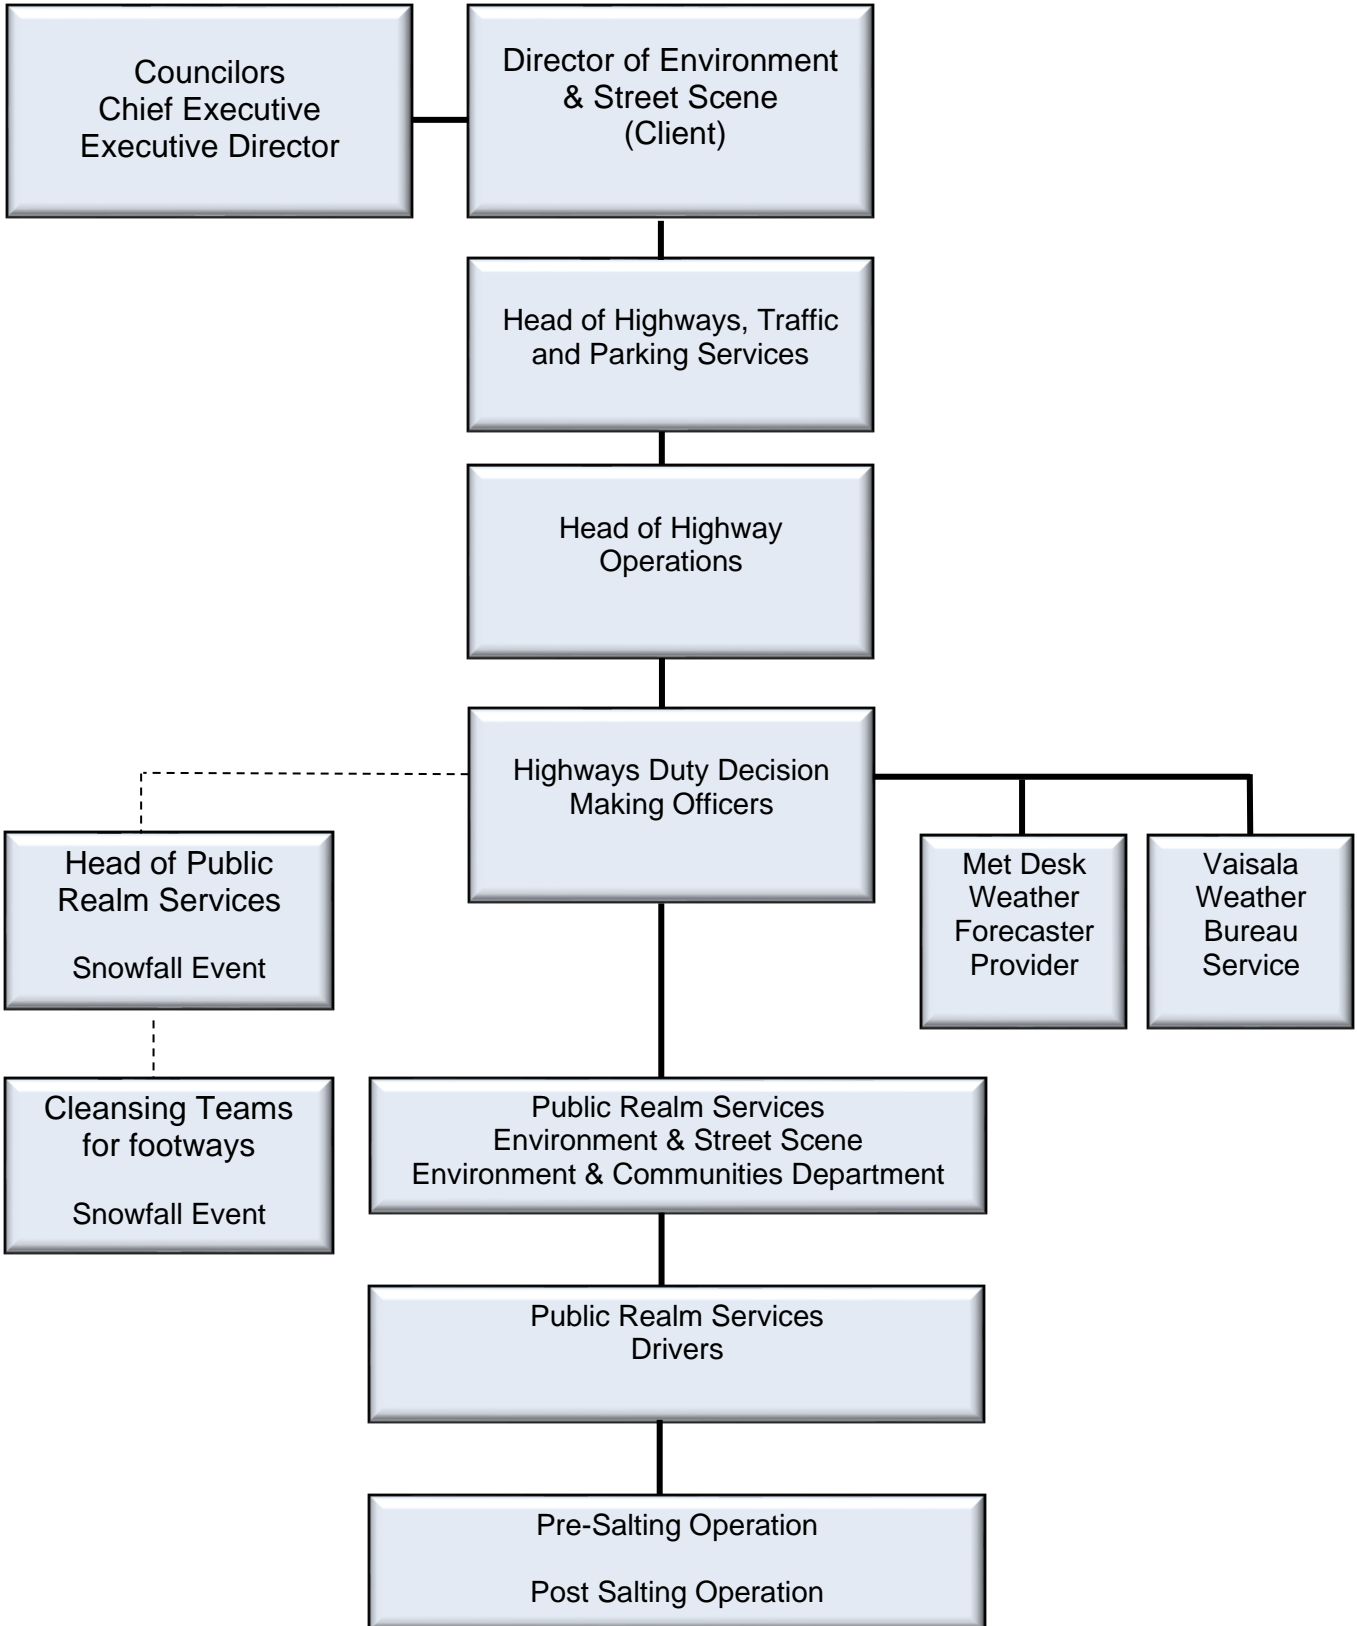 Councilors
Chief Executive
Executive Director
Director of Environment
& Street Scene
(Client)
Head of Highways, Traffic
and Parking Services
Head of Highway
Operations
Highways Duty Decision
Making Officers
Head of Public
Realm Services
Snowfall Event
Met Desk
Weather
Forecaster
Provider
Vaisala
Weather
Bureau
Service
Cleansing Teams
for footways
Snowfall Event
Public Realm Services
Environment & Street Scene
Environment & Communities Department
Public Realm Services
Drivers
Pre-Salting Operation
Post Salting Operation